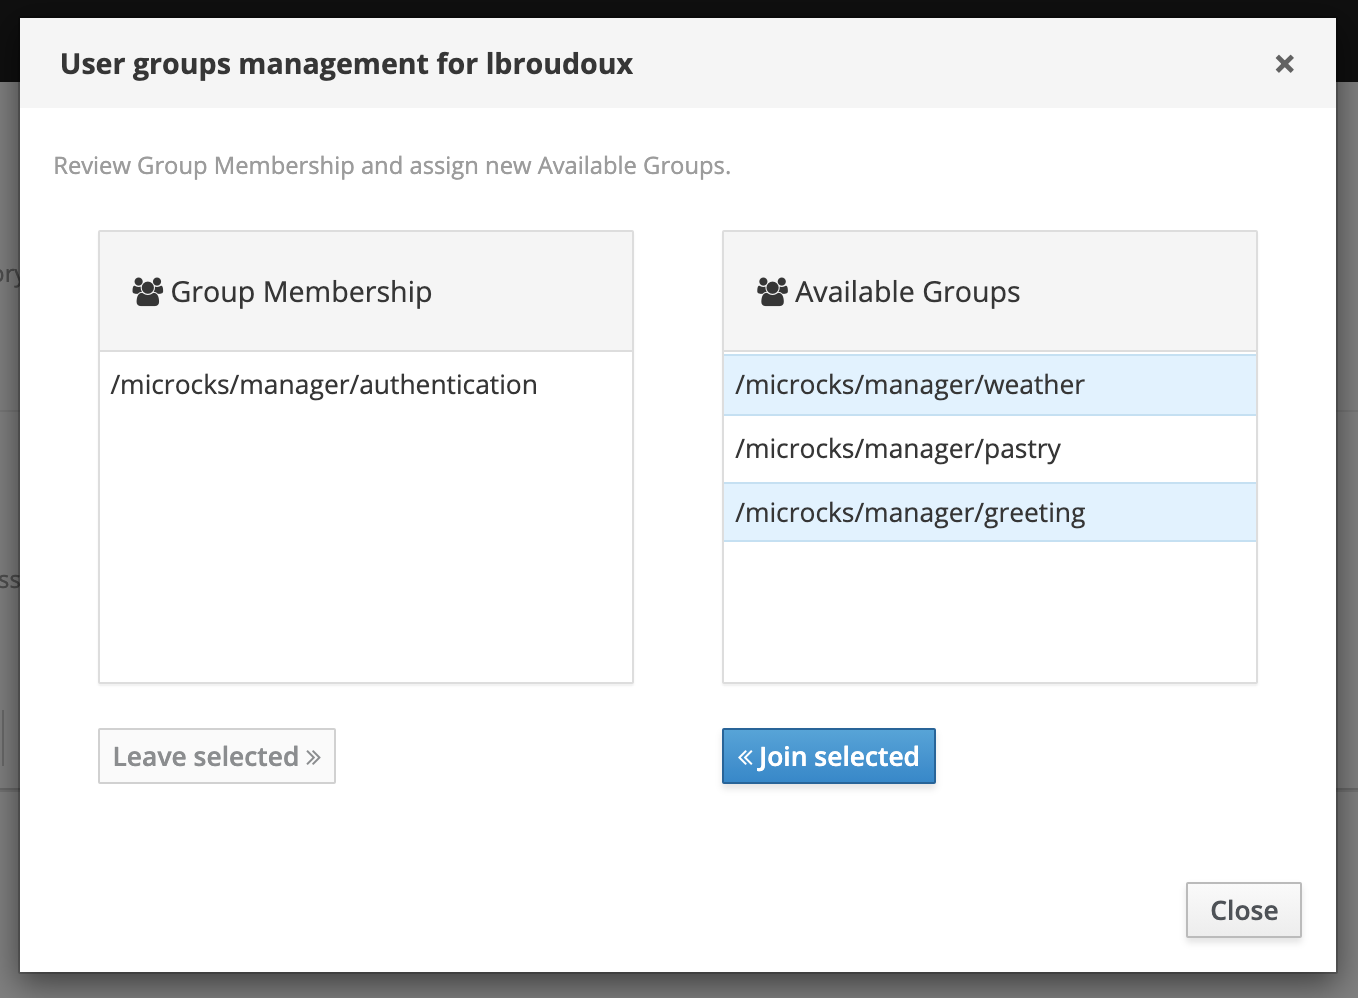 User groups management for lbroudoux
Review Group Membership and assign new Available Groups.
Group Membership
/microcks/manager/authentication
Leave selected »
Available Groups
/microcks/manager/weather
/microcks/manager/pastry
/microcks/manager/greeting
« Join selected
Close